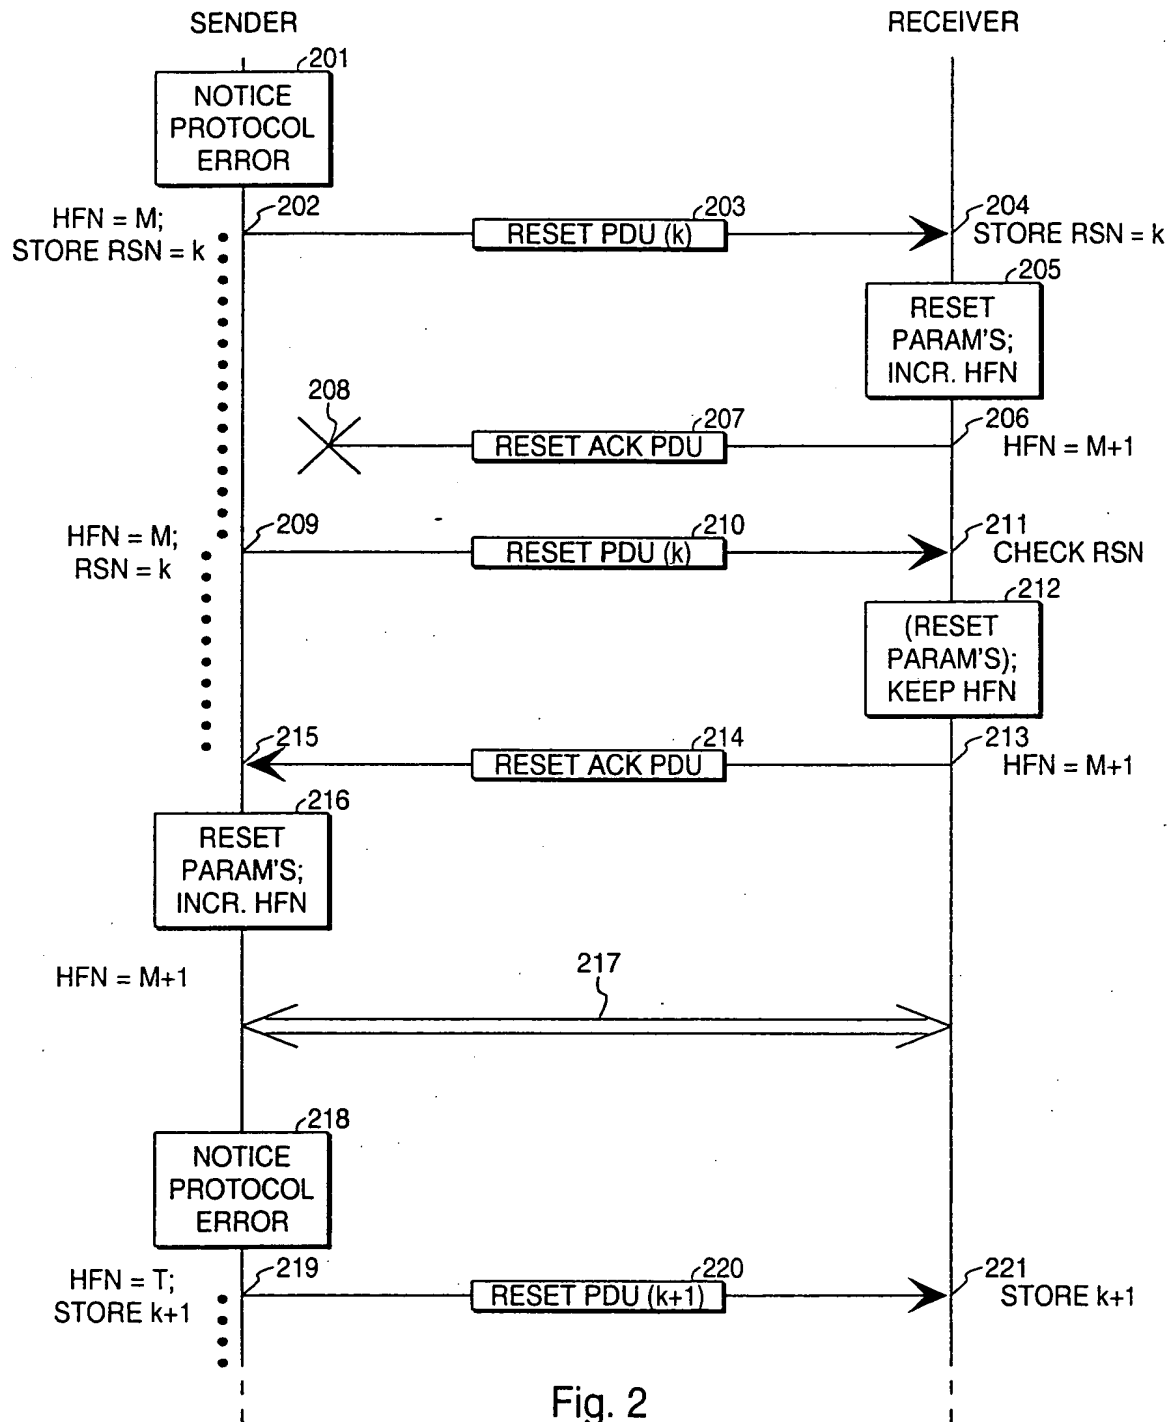 SENDER
RECEIVER
201
NOTICE
PROTOCOL
ERROR
HFN = M;
STORE RSN = k
202
203
RESET PDU (k)
204
STORE RSN = k
205
RESET
PARAM'S;
INCR. HFN
208
207
RESET ACK PDU
206
HFN = M+1
HFN = M;
RSN = k
209
210
RESET PDU (k)
211
CHECK RSN
212
(RESET
PARAM'S);
KEEP HFN
215
214
RESET ACK PDU
213
HFN = M+1
216
RESET
PARAM'S;
INCR. HFN
HFN = M+1
217
218
NOTICE
PROTOCOL
ERROR
HFN = T;
STORE k+1
219
220
RESET PDU (k+1)
221
STORE k+1
Fig. 2